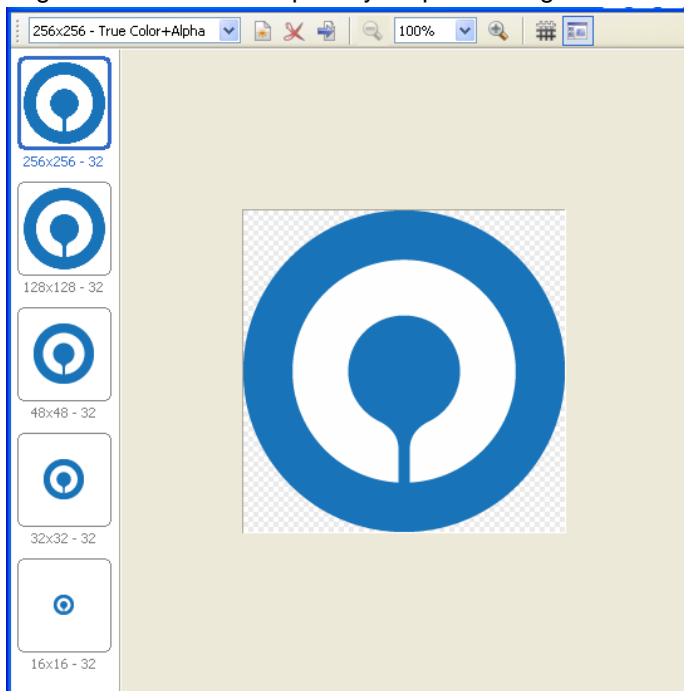 256x256 - True Color+Alpha
100%
256x256 - 32
128x128 - 32
48x48 - 32
32x32 - 32
16x16 - 32